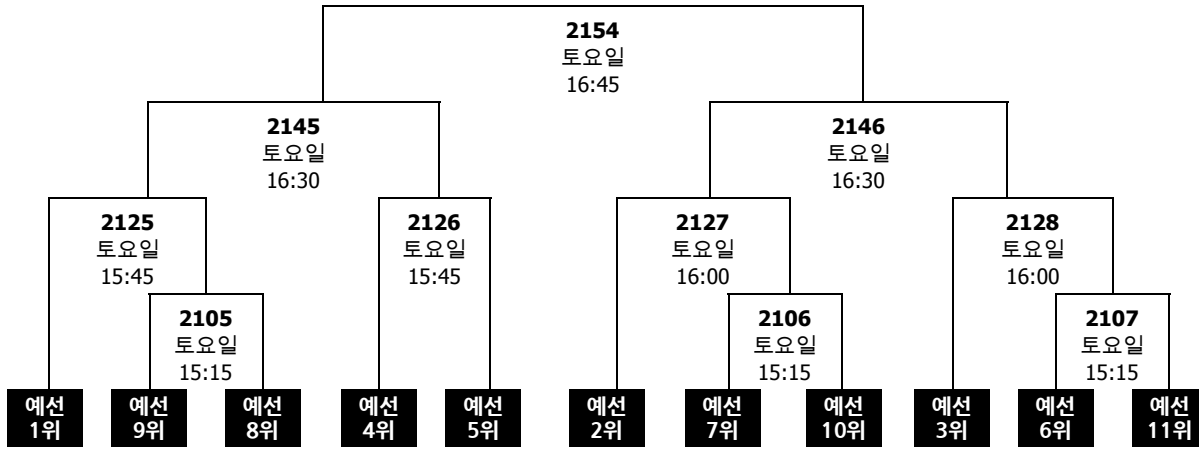 2154
토요일
16:45
2145
토요일
16:30
2146
토요일
16:30
2125
토요일
15:45
2126
토요일
15:45
2127
토요일
16:00
2128
토요일
16:00
2105
토요일
15:15
2106
토요일
15:15
2107
토요일
15:15
예선
1위
예선
9위
예선
8위
예선
4위
예선
5위
예선
2위
예선
7위
예선
10위
예선
3위
예선
6위
예선
11위